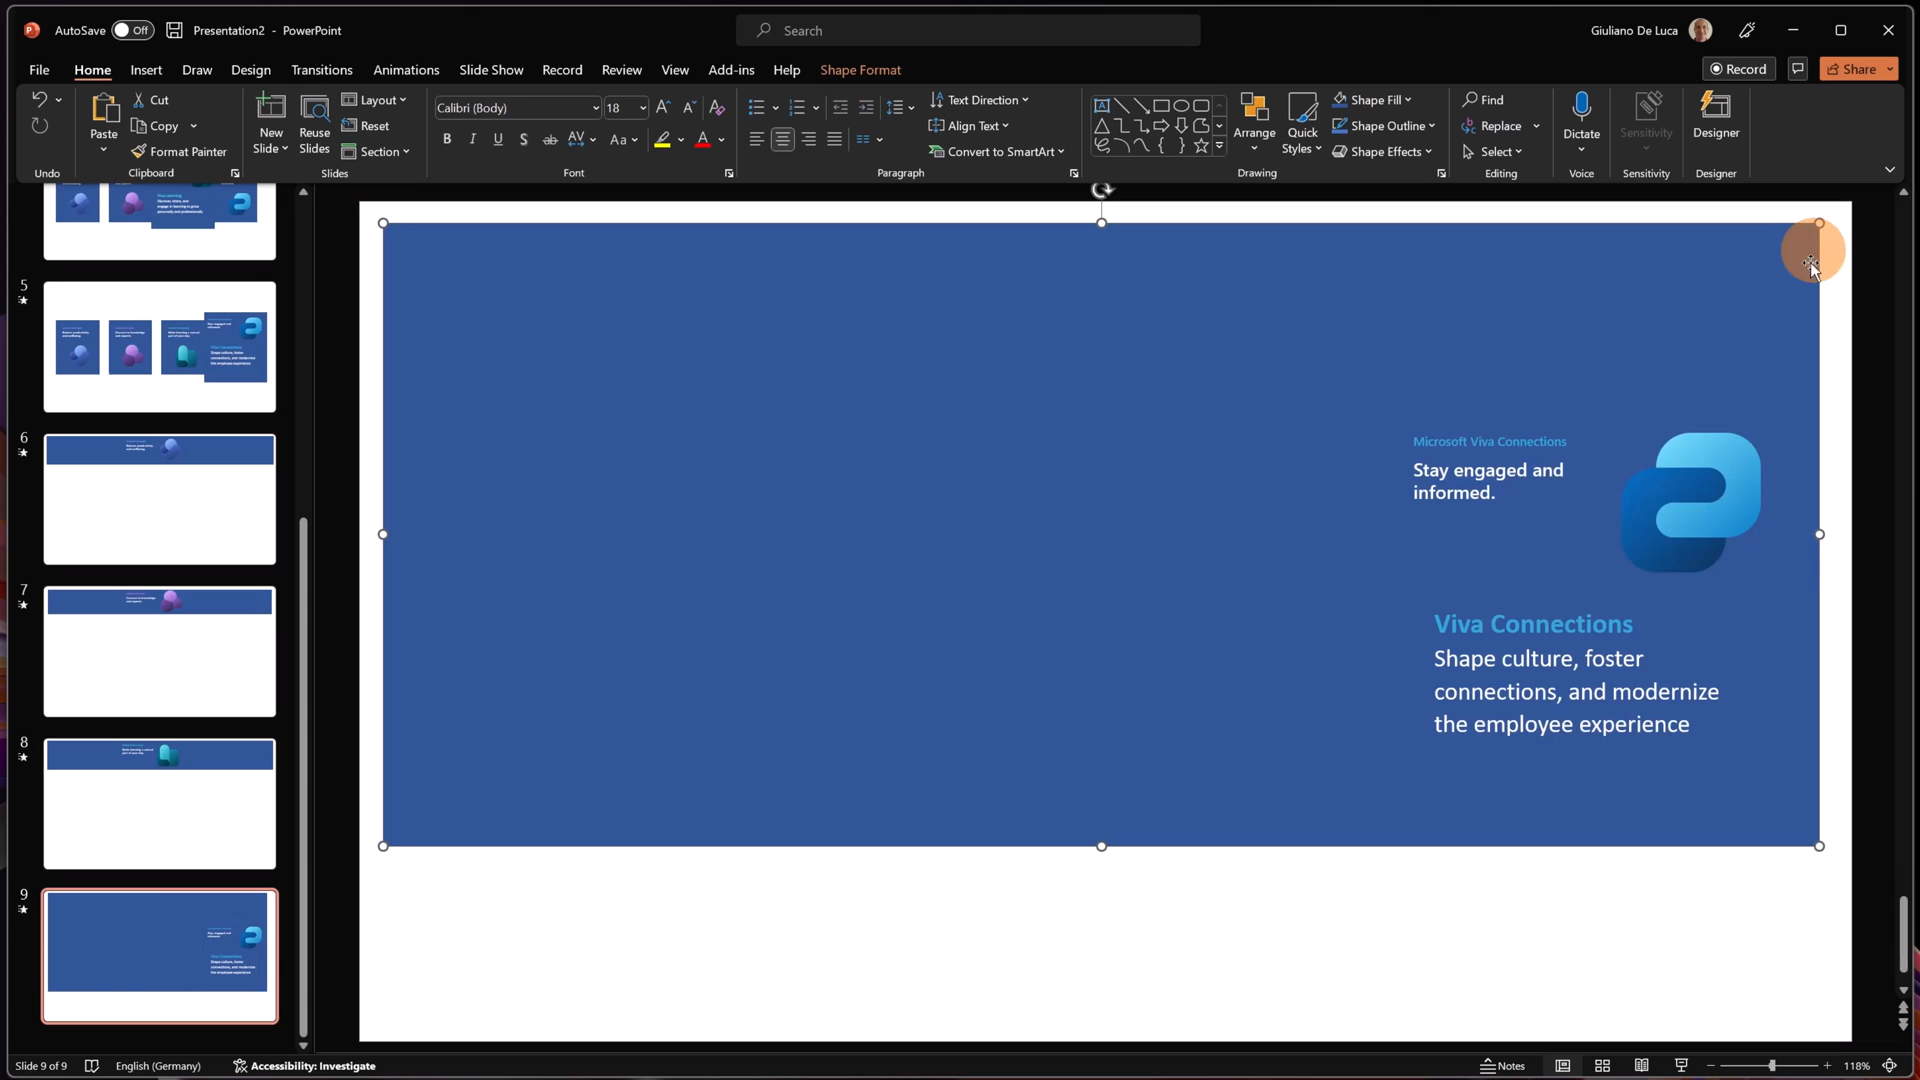 AutoSave Off Presentation2 - PowerPoint Search Giuliano De Luca
File Home Insert Draw Design Transitions Animations Slide Show Record Review View Add-ins Help Shape Format Record Share
Paste
Cut
Copy
Format Painter
New
Slide
Reuse
Slides
Layout
Reset
Section
Calibri (Body) 18
B I U S ab AV Aa A
Text Direction
Align Text
Convert to SmartArt
Arrange
Quick
Styles
Shape Fill
Shape Outline
Shape Effects
Find
Replace
Select
Dictate
Sensitivity
Designer
Undo Clipboard Slides Font Paragraph Drawing Editing Voice Sensitivity Designer
5
6
7
8
9
Microsoft Viva Connections
Stay engaged and
informed.
Viva Connections
Shape culture, foster
connections, and modernize
the employee experience
Slide 9 of 9 English (Germany) Accessibility: Investigate Notes 118%